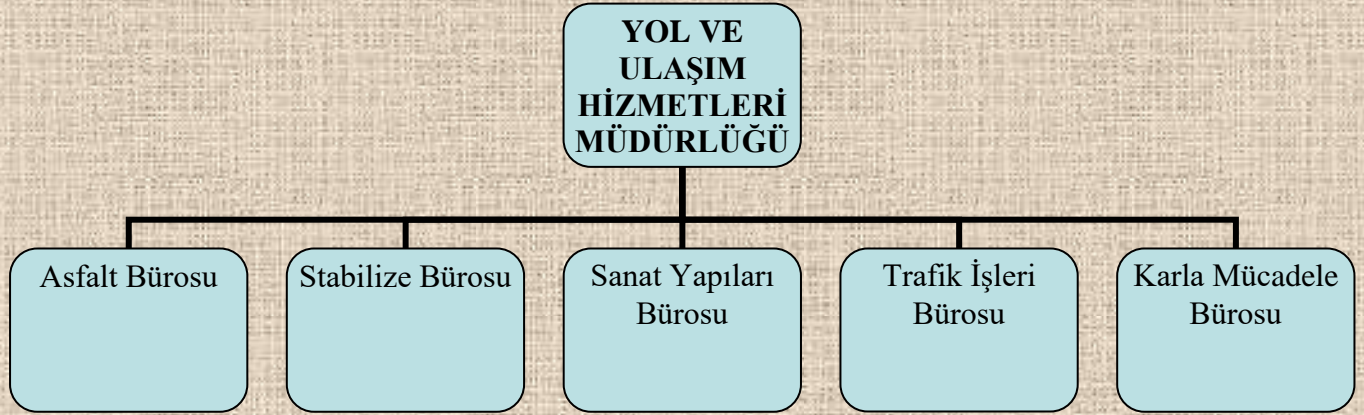 YOL VE
ULAŞIM
HİZMETLERİ
MÜDÜRLÜĞÜ
Asfalt Bürosu
Stabilize Bürosu
Sanat Yapıları
Bürosu
Trafik İşleri
Bürosu
Karla Mücadele
Bürosu